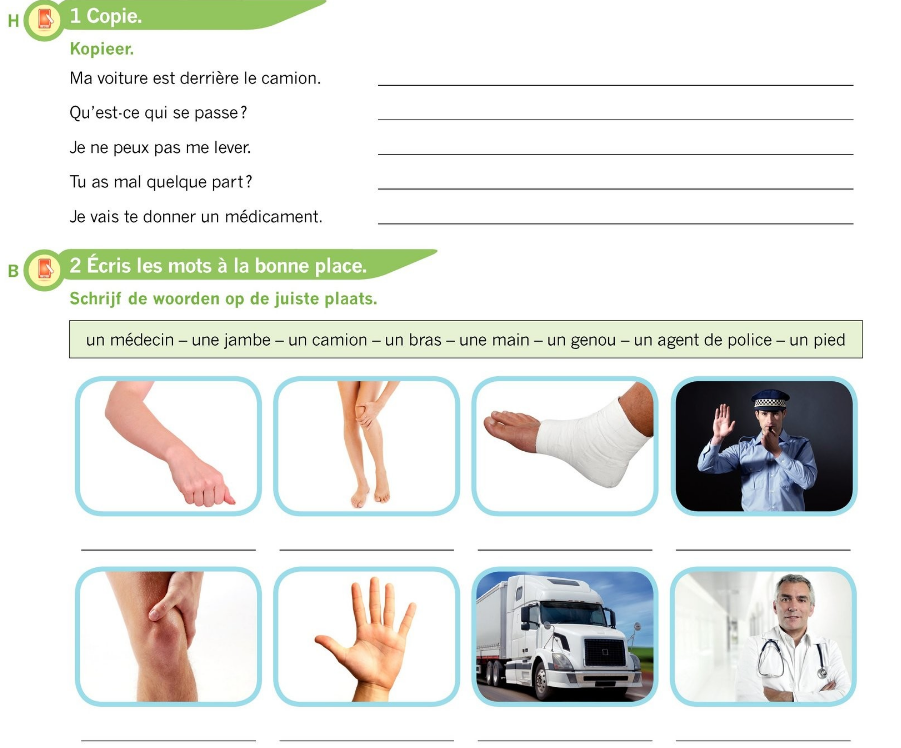 H
1 Copie.
Kopieer.
Ma voiture est derrière le camion.
Qu'est-ce qui se passe?
Je ne peux pas me lever.
Tu as mal quelque part?
Je vais te donner un médicament.
B
2 Écris les mots à la bonne place.
Schrijf de woorden op de juiste plaats.
un médecin – une jambe – un camion – un bras – une main – un genou – un agent de police – un pied